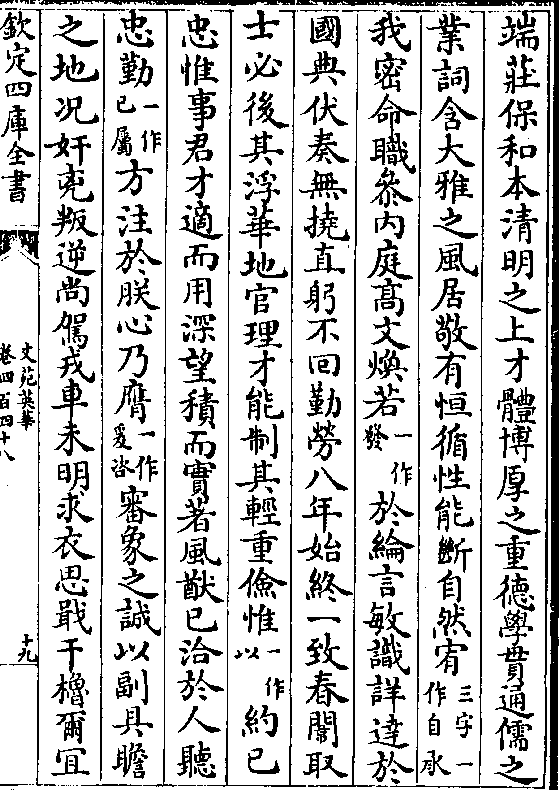 端莊保和本清明之上才體博厚之重德學貫通儒之
業詞含大雅之風居敬有恒循性能斷自然宥三字一作自承
我密命職叅内庭髙文煥若一作發於綸言敏識詳達於
國典伏奏無撓直躬不回勤勞八年始終一致春闈取
士必後其浮華地官理才能制其輕重儉惟一作以約已
忠惟事君才適而用深望積而實著風猷已洽於人聽
忠勤一作已屬方注於朕心乃膺一作爰咨審象之誠以副具瞻
之地况奸兇叛逆尚駕戎車未明求衣思戢干櫓爾宜
欽定四庫全書
文苑英華
卷四百四十八
十九